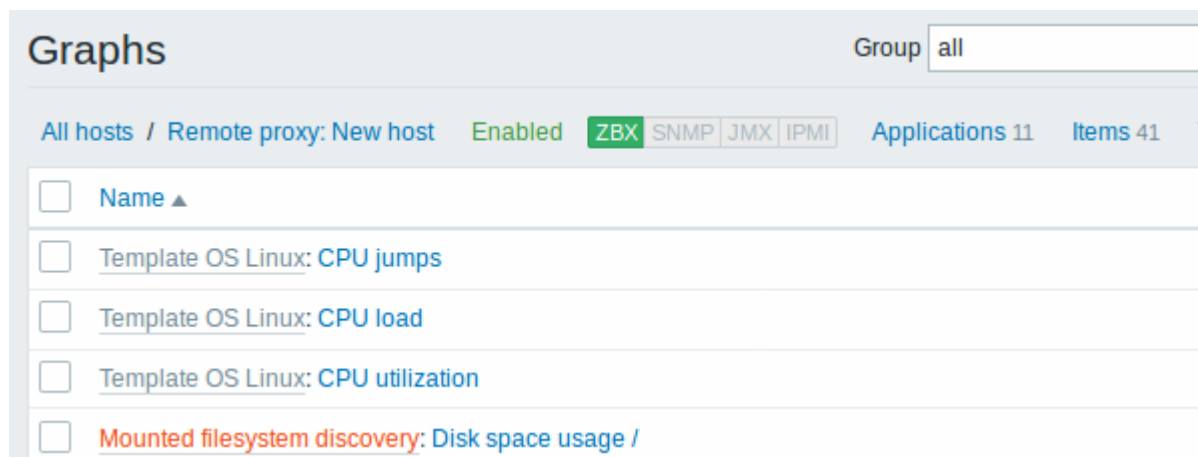 Graphs Group all
All hosts / Remote proxy: New host Enabled ZBX SNMP JMX IPMI Applications 11 Items 41
Name
Template OS Linux: CPU jumps
Template OS Linux: CPU load
Template OS Linux: CPU utilization
Mounted filesystem discovery: Disk space usage /